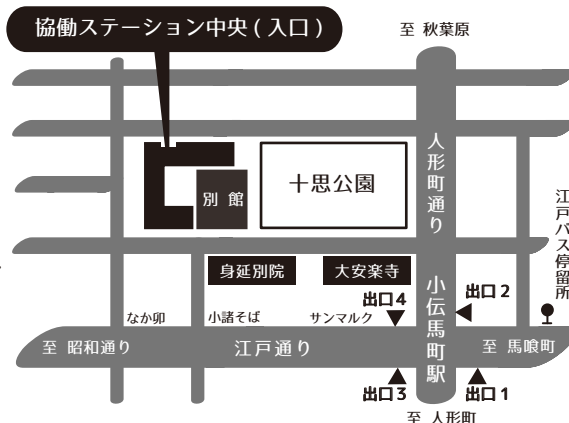 協働ステーション中央(入口)
至 秋葉原
人形町通り
別館
十思公園
江戸バス停留所
身延別院
大安楽寺
小伝馬町駅
出口4
出口2
なか卯
小諸そば
サンマルク
至 昭和通り
江戸通り
至 馬喰町
出口3
出口1
至 人形町